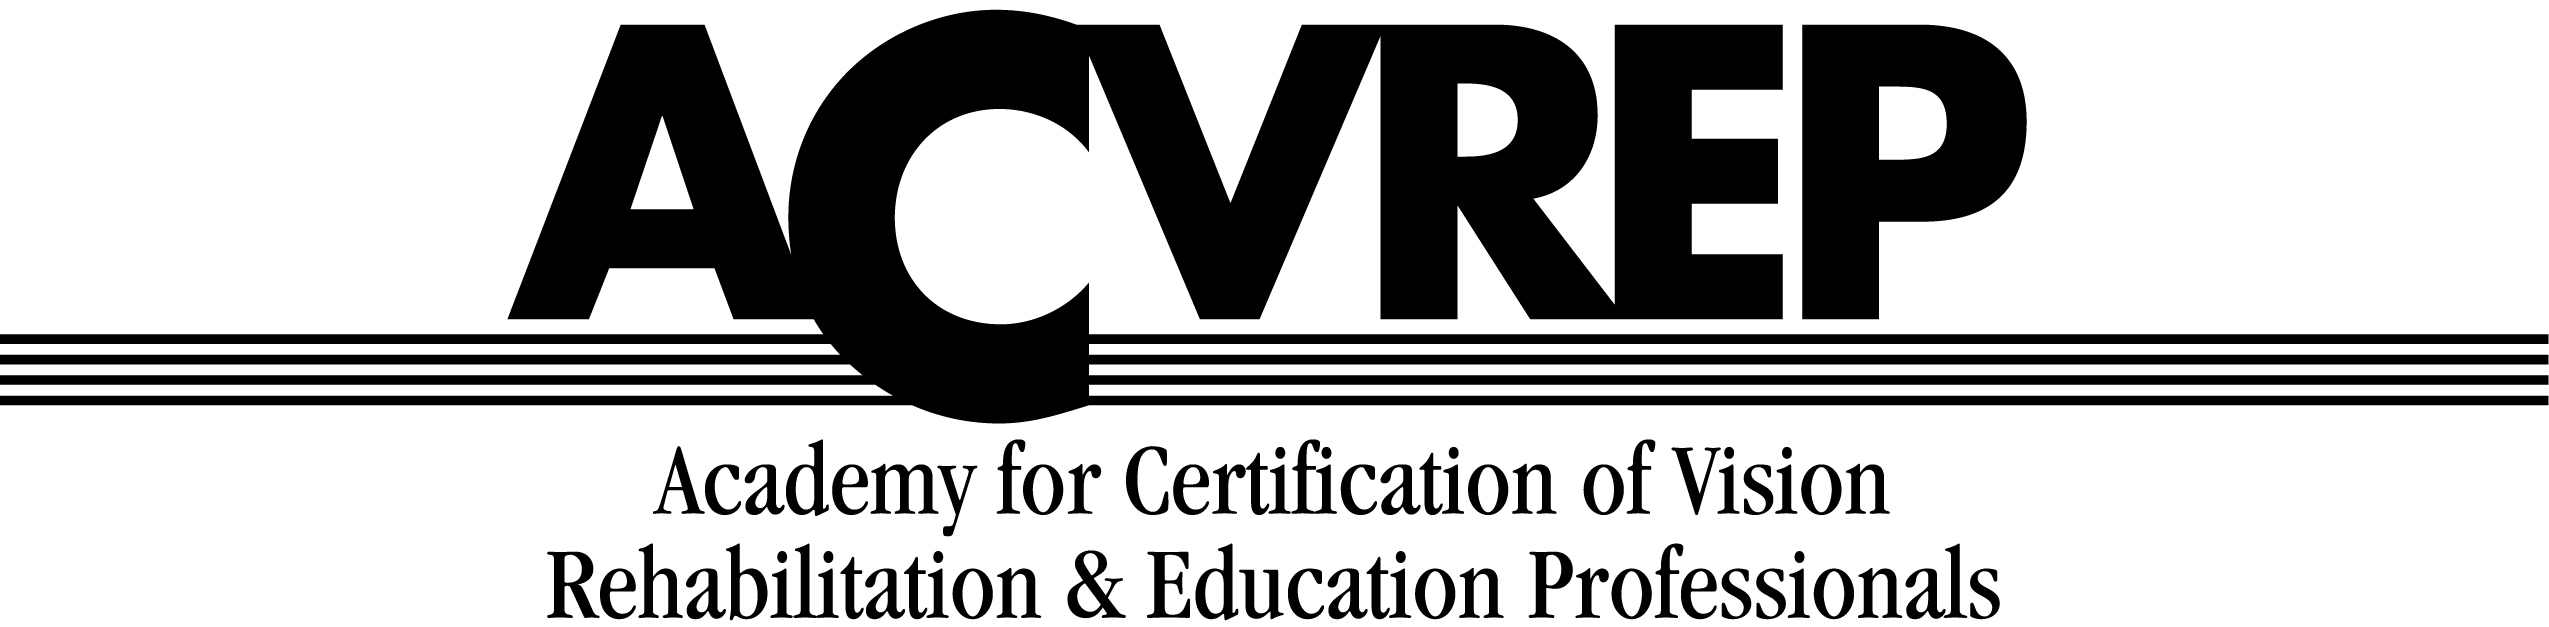 ACVREP
Academy for Certification of Vision
Rehabilitation & Education Professionals